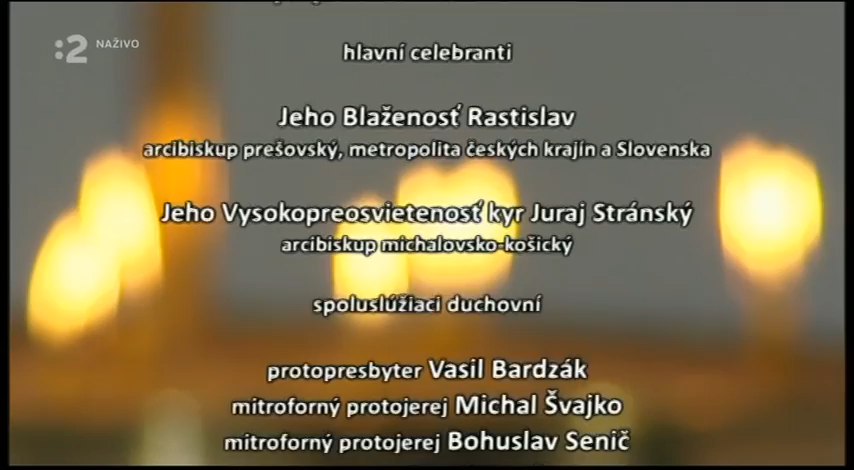 :2 NAŽIVO
hlavní celebranti
Jeho Blaženosť Rastislav
arcibiskup prešovský, metropolita českých krajín a Slovenska
Jeho Vysokopreosvietenosť kyr Juraj Stránský
arcibiskup michalovsko-košický
spoluslúžiaci duchovní
protopresbyter Vasil Bardzák
mitroforný protojerej Michal Švajko
mitroforný protojerej Bohuslav Senič